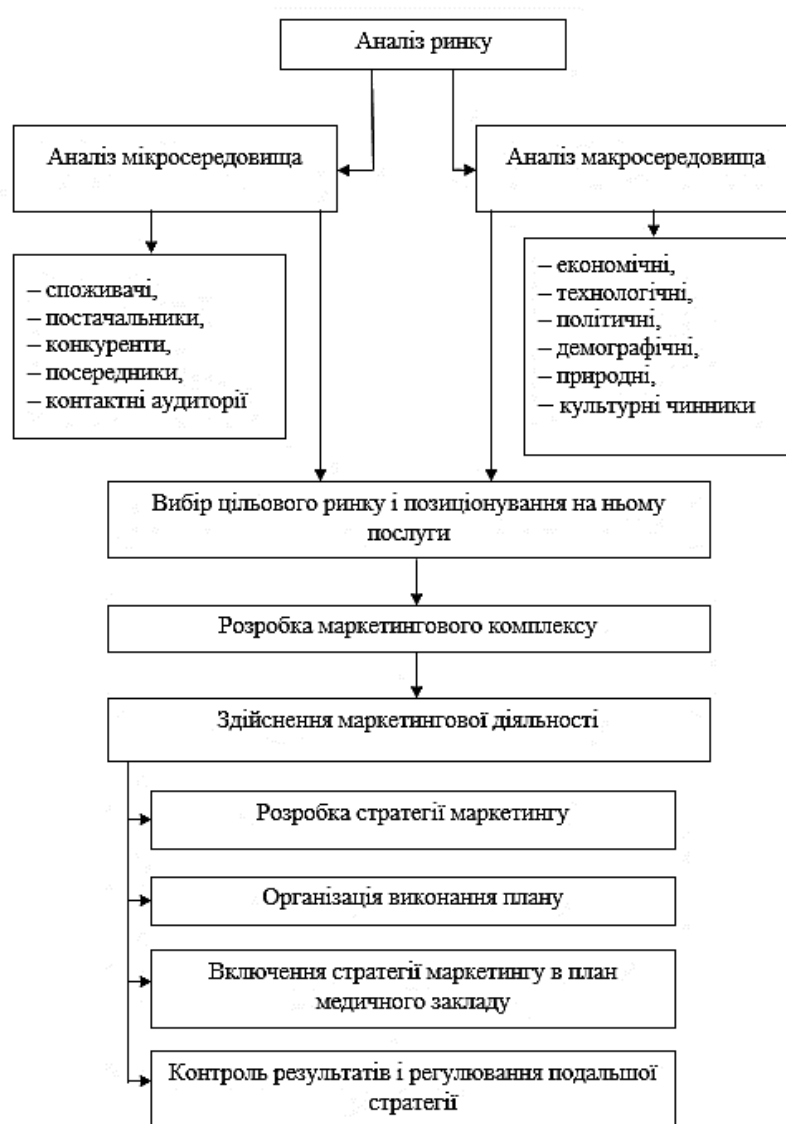 Аналіз ринку
Аналіз мікросередовища
Аналіз макросередовища
– споживачі,
– постачальники,
– конкуренти,
– посередники,
– контактні аудиторії
– економічні,
– технологічні,
– політичні,
– демографічні,
– природні,
– культурні чинники
Вибір цільового ринку і позиціонування на ньому
послуги
Розробка маркетингового комплексу
Здійснення маркетингової діяльності
Розробка стратегії маркетингу
Організація виконання плану
Включення стратегії маркетингу в план
медичного закладу
Контроль результатів і регулювання подальшої
стратегії